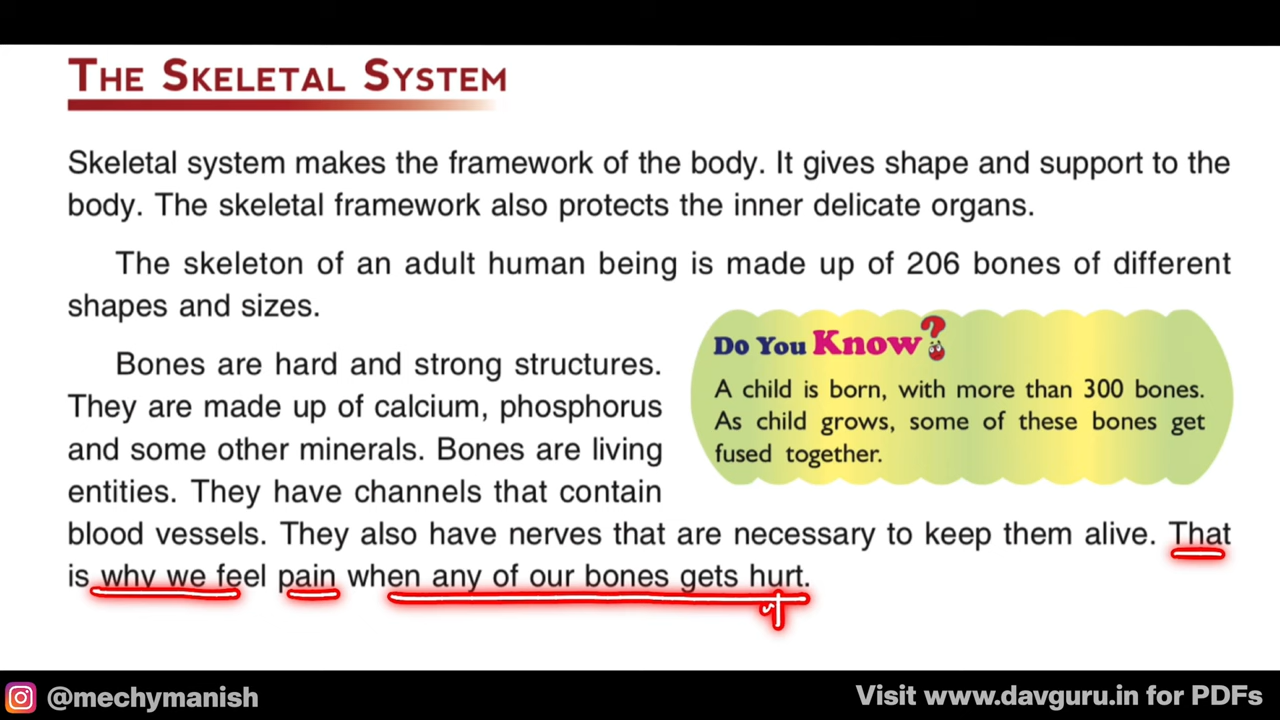 THE SKELETAL SYSTEM
Skeletal system makes the framework of the body. It gives shape and support to the
body. The skeletal framework also protects the inner delicate organs.
The skeleton of an adult human being is made up of 206 bones of different
shapes and sizes.
Bones are hard and strong structures.
They are made up of calcium, phosphorus
and some other minerals. Bones are living
entities. They have channels that contain
Do You Know?
A child is born, with more than 300 bones.
As child grows, some of these bones get
fused together.
blood vessels. They also have nerves that are necessary to keep them alive. That
is why we feel pain when any of our bones gets hurt.
@mechymanish
Visit www.davguru.in for PDFs